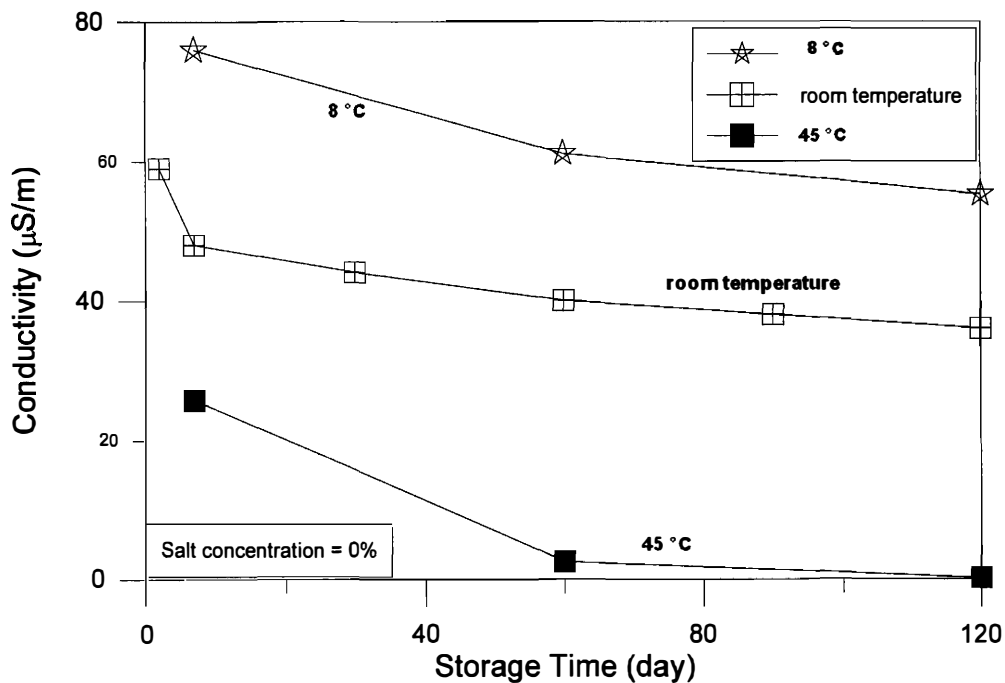 80
60
40
20
0
Conductivity (μS/m)
8 °C
room temperature
45 °C
8 °C
room temperature
45 °C
Salt concentration = 0%
0
40
80
120
Storage Time (day)